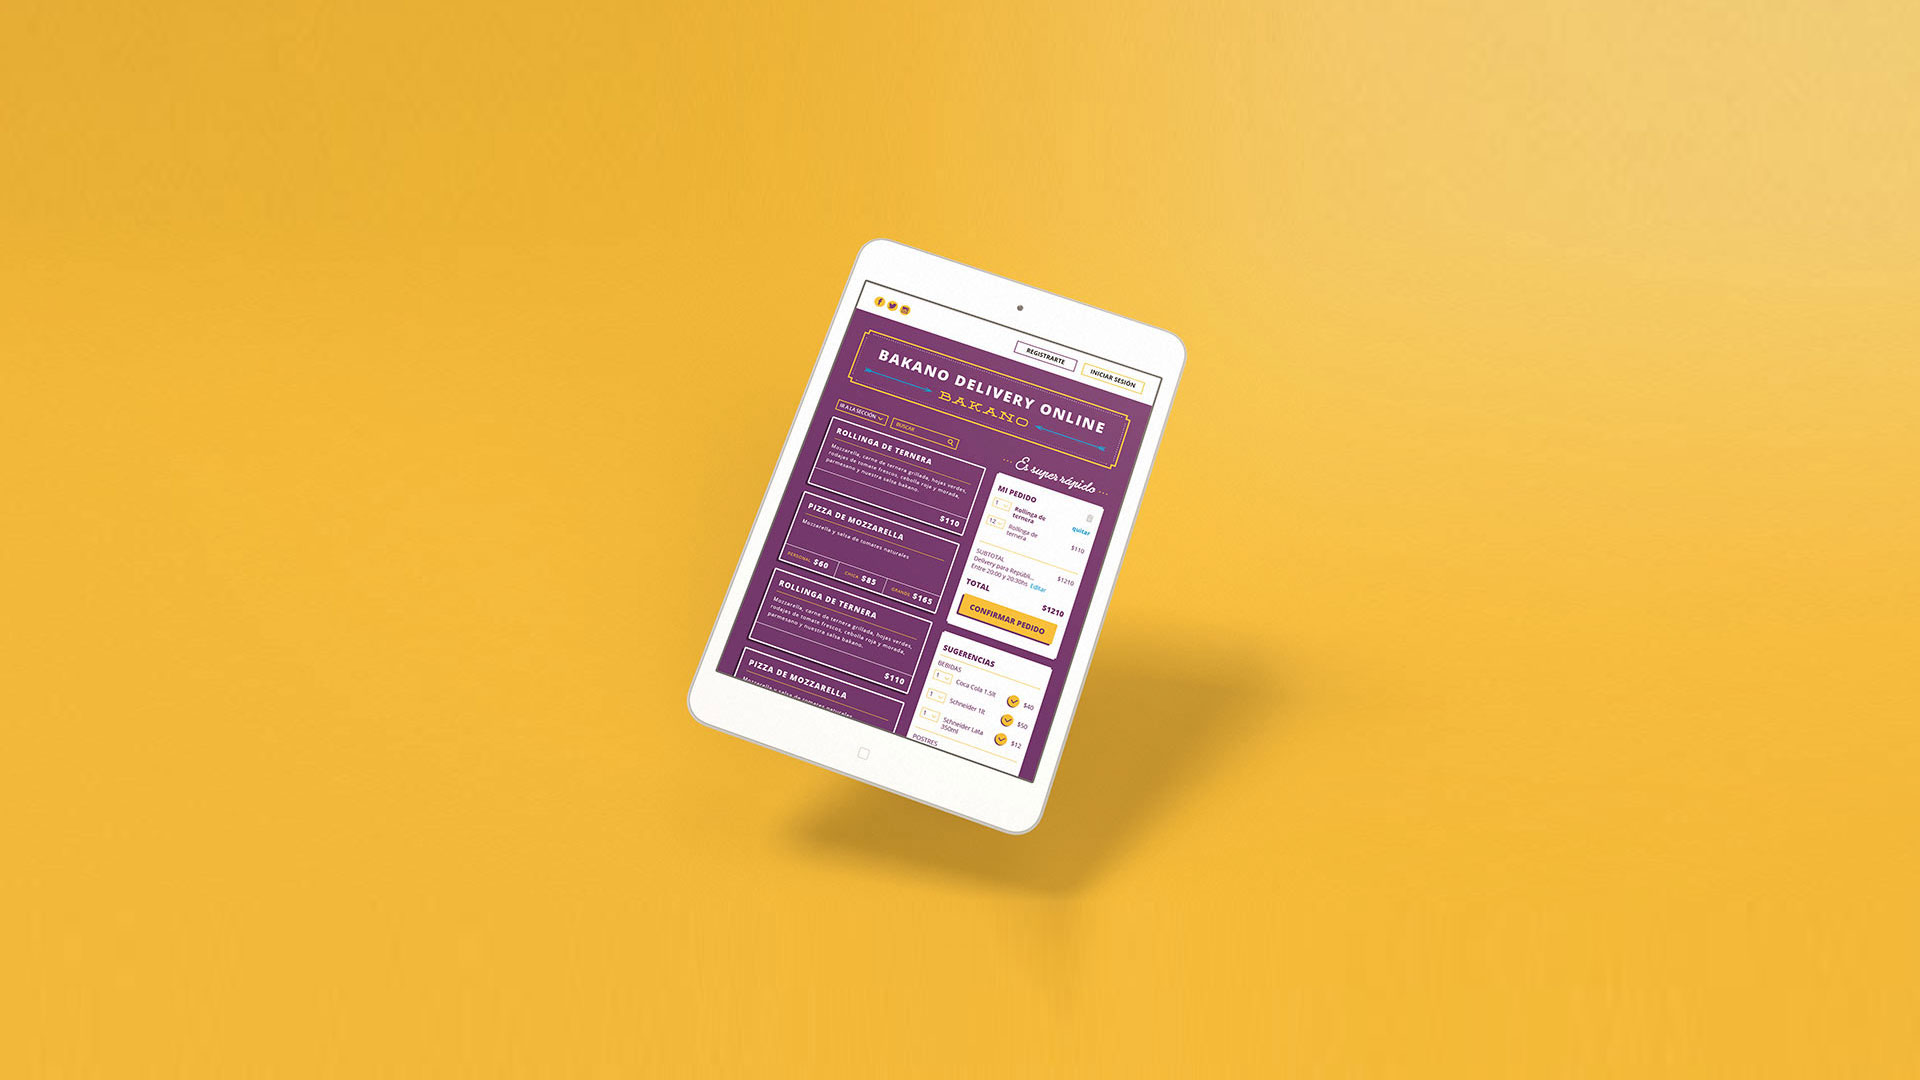 REGISTRARTE
INICIAR SESIÓN
BAKANO DELIVERY ONLINE
BAKANO
IR A LA SECCIÓN
BUSCAR
ROLLINGA DE TERNERA
Mozzarella, carne de ternera grillada, hojas verdes,
rodajas de tomate frescos, cebolla roja y morada,
parmesano y nuestra salsa bakano.
$110
PIZZA DE MOZZARELLA
Mozzarella y salsa de tomates naturales
PERSONAL $60
CHICA $85
GRANDE $165
ROLLINGA DE TERNERA
Mozzarella, carne de ternera grillada, hojas verdes,
rodajas de tomate frescos, cebolla roja y morada,
parmesano y nuestra salsa bakano.
$110
PIZZA DE MOZZARELLA
Mozzarella y salsa de tomates naturales
Es super rápido
MI PEDIDO
1 Rollinga de
ternera
quitar
12 Rollinga de
ternera
$110
SUBTOTAL
$1210
Delivery para Repúbli...
Entre 20:00 y 20:30hs Editar
TOTAL
$1210
CONFIRMAR PEDIDO
SUGERENCIAS
BEBIDAS
1 Coca Cola 1.5lt $40
1 Schneider 1lt $50
1 Schneider Lata
350ml
$12
POSTRES